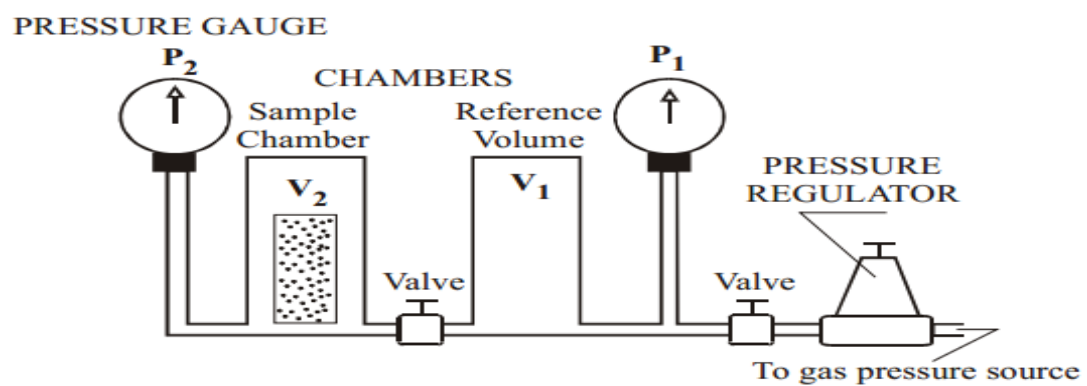 PRESSURE GAUGE
P2
P1
CHAMBERS
Sample
Chamber
Reference
Volume
V2
V1
PRESSURE
REGULATOR
Valve
Valve
To gas pressure source